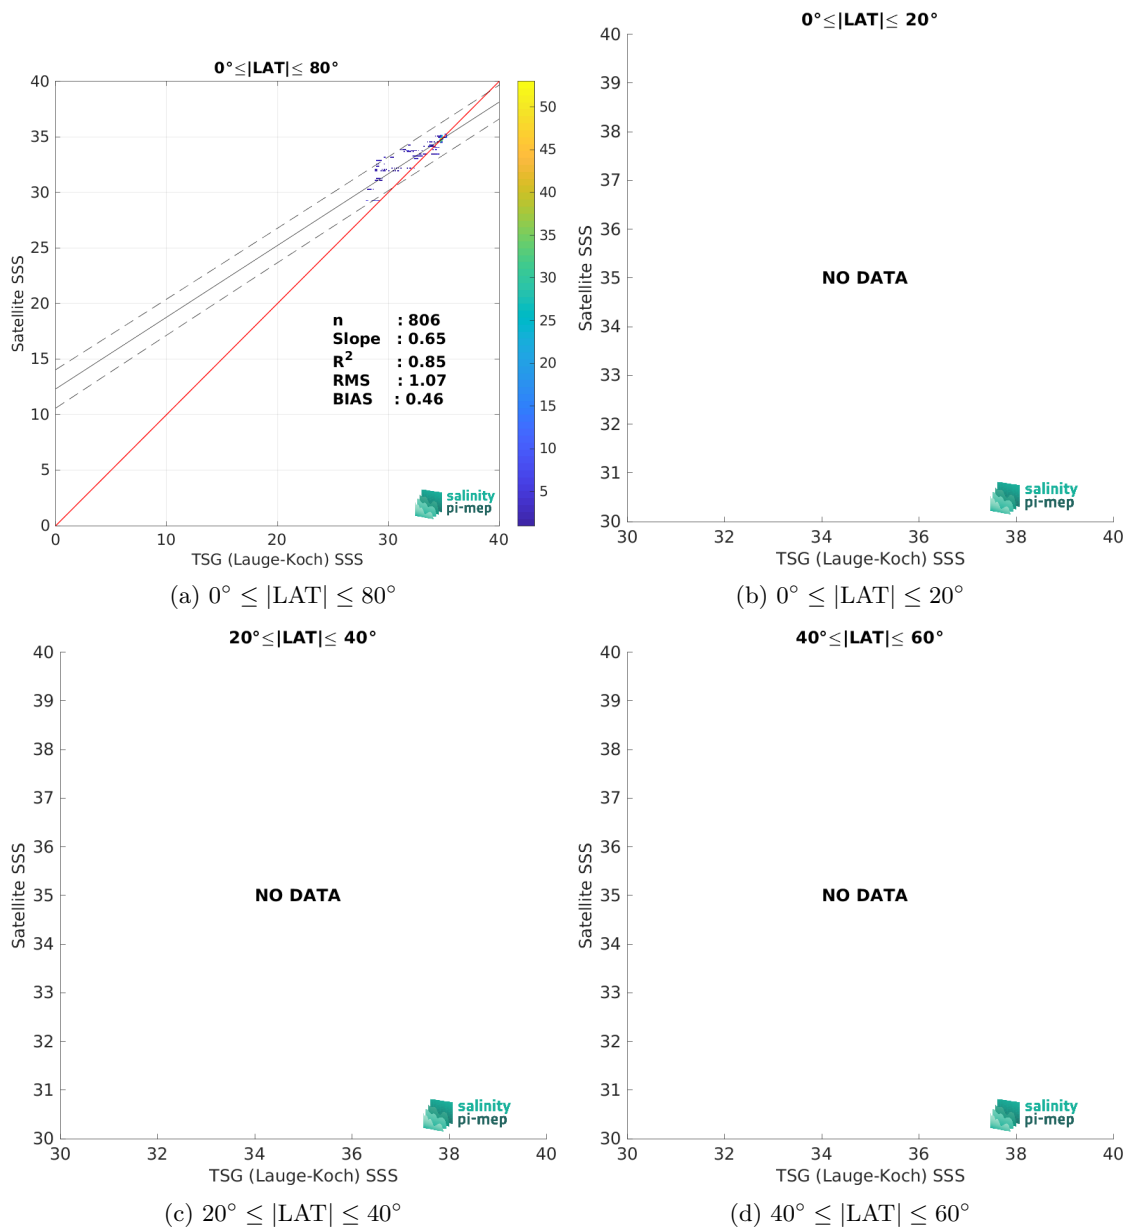 0°≤|LAT|≤ 80°
40
35
30
25
20
15
10
5
0
Satellite SSS
0
10
20
30
40
TSG (Lauge-Koch) SSS
50
45
40
35
30
25
20
15
10
5
n : 806
Slope : 0.65
R² : 0.85
RMS : 1.07
BIAS : 0.46
salinity
pi-mep
(a) 0° ≤ |LAT| ≤ 80°
0°≤|LAT|≤ 20°
40
39
38
37
36
35
34
33
32
31
30
Satellite SSS
NO DATA
salinity
pi-mep
30
32
34
36
38
40
TSG (Lauge-Koch) SSS
(b) 0° ≤ |LAT| ≤ 20°
20°≤|LAT|≤ 40°
40
39
38
37
36
35
34
33
32
31
30
Satellite SSS
NO DATA
salinity
pi-mep
30
32
34
36
38
40
TSG (Lauge-Koch) SSS
(c) 20° ≤ |LAT| ≤ 40°
40°≤|LAT|≤ 60°
40
39
38
37
36
35
34
33
32
31
30
Satellite SSS
NO DATA
salinity
pi-mep
30
32
34
36
38
40
TSG (Lauge-Koch) SSS
(d) 40° ≤ |LAT| ≤ 60°